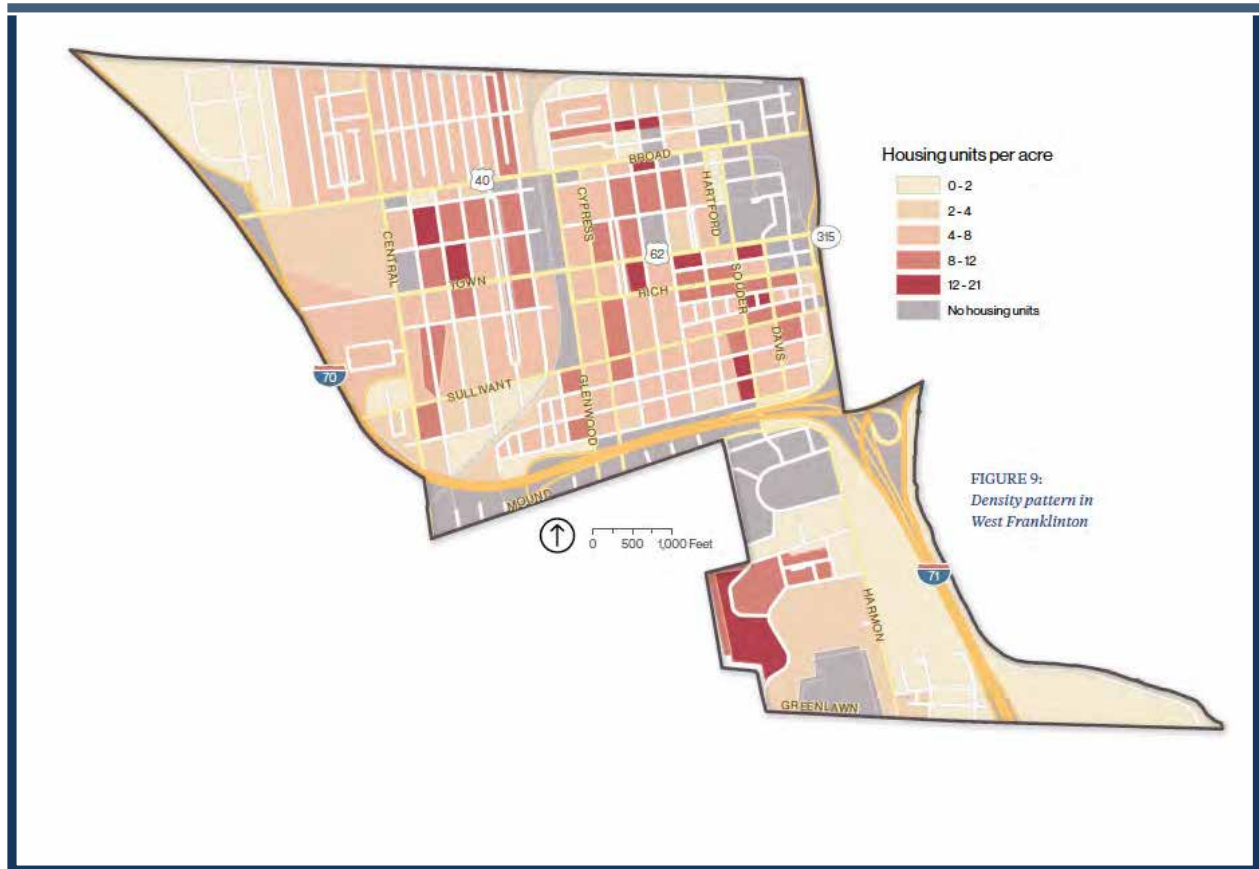 BROAD
40
Housing units per acre
0 - 2
2 - 4
4 - 8
8 - 12
12 - 21
No housing units
CYPRESS
HARTFORD
CENTRAL
315
62
TOWN
RICH
SOUDER
DAVIS
70
SULLIVANT
GLENWOOD
MOUND
0 500 1,000 Feet
FIGURE 9:
Density pattern in
West Franklinton
71
HARMON
GREENLAWN